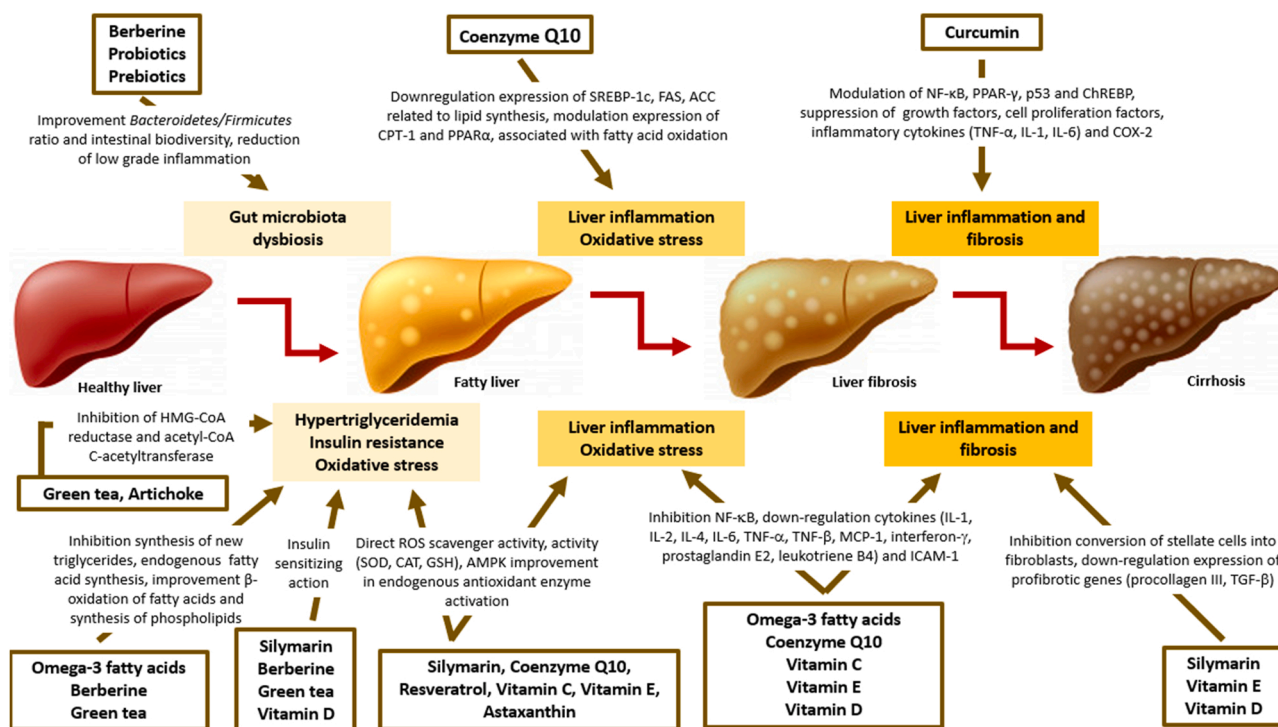 Berberine
Probiotics
Prebiotics
Coenzyme Q10
Curcumin
Improvement Bacteroidetes/Firmicutes
ratio and intestinal biodiversity, reduction
of low grade inflammation
Downregulation expression of SREBP-1c, FAS, ACC
related to lipid synthesis, modulation expression of
CPT-1 and PPARα, associated with fatty acid oxidation
Modulation of NF-κB, PPAR-γ, p53 and ChREBP,
suppression of growth factors, cell proliferation factors,
inflammatory cytokines (TNF-α, IL-1, IL-6) and COX-2
Gut microbiota
dysbiosis
Liver inflammation
Oxidative stress
Liver inflammation and
fibrosis
Healthy liver
Fatty liver
Liver fibrosis
Cirrhosis
Inhibition of HMG-CoA
reductase and acetyl-CoA
C-acetyltransferase
Green tea, Artichoke
Hypertriglyceridemia
Insulin resistance
Oxidative stress
Liver inflammation
Oxidative stress
Liver inflammation and
fibrosis
Inhibition synthesis of new
triglycerides, endogenous fatty
acid synthesis, improvement β-
oxidation of fatty acids and
synthesis of phospholipids
Insulin
sensitizing
action
Direct ROS scavenger activity, activity
(SOD, CAT, GSH), AMPK improvement
in endogenous antioxidant enzyme
activation
Inhibition NF-κB, down-regulation cytokines (IL-1,
IL-2, IL-4, IL-6, TNF-α, TNF-β, MCP-1, interferon-γ,
prostaglandin E2, leukotriene B4) and ICAM-1
Inhibition conversion of stellate cells into
fibroblasts, down-regulation expression of
profibrotic genes (procollagen III, TGF-β)
Omega-3 fatty acids
Berberine
Green tea
Silymarin
Berberine
Green tea
Vitamin D
Silymarin, Coenzyme Q10,
Resveratrol, Vitamin C, Vitamin E,
Astaxanthin
Omega-3 fatty acids
Coenzyme Q10
Vitamin C
Vitamin E
Vitamin D
Silymarin
Vitamin E
Vitamin D